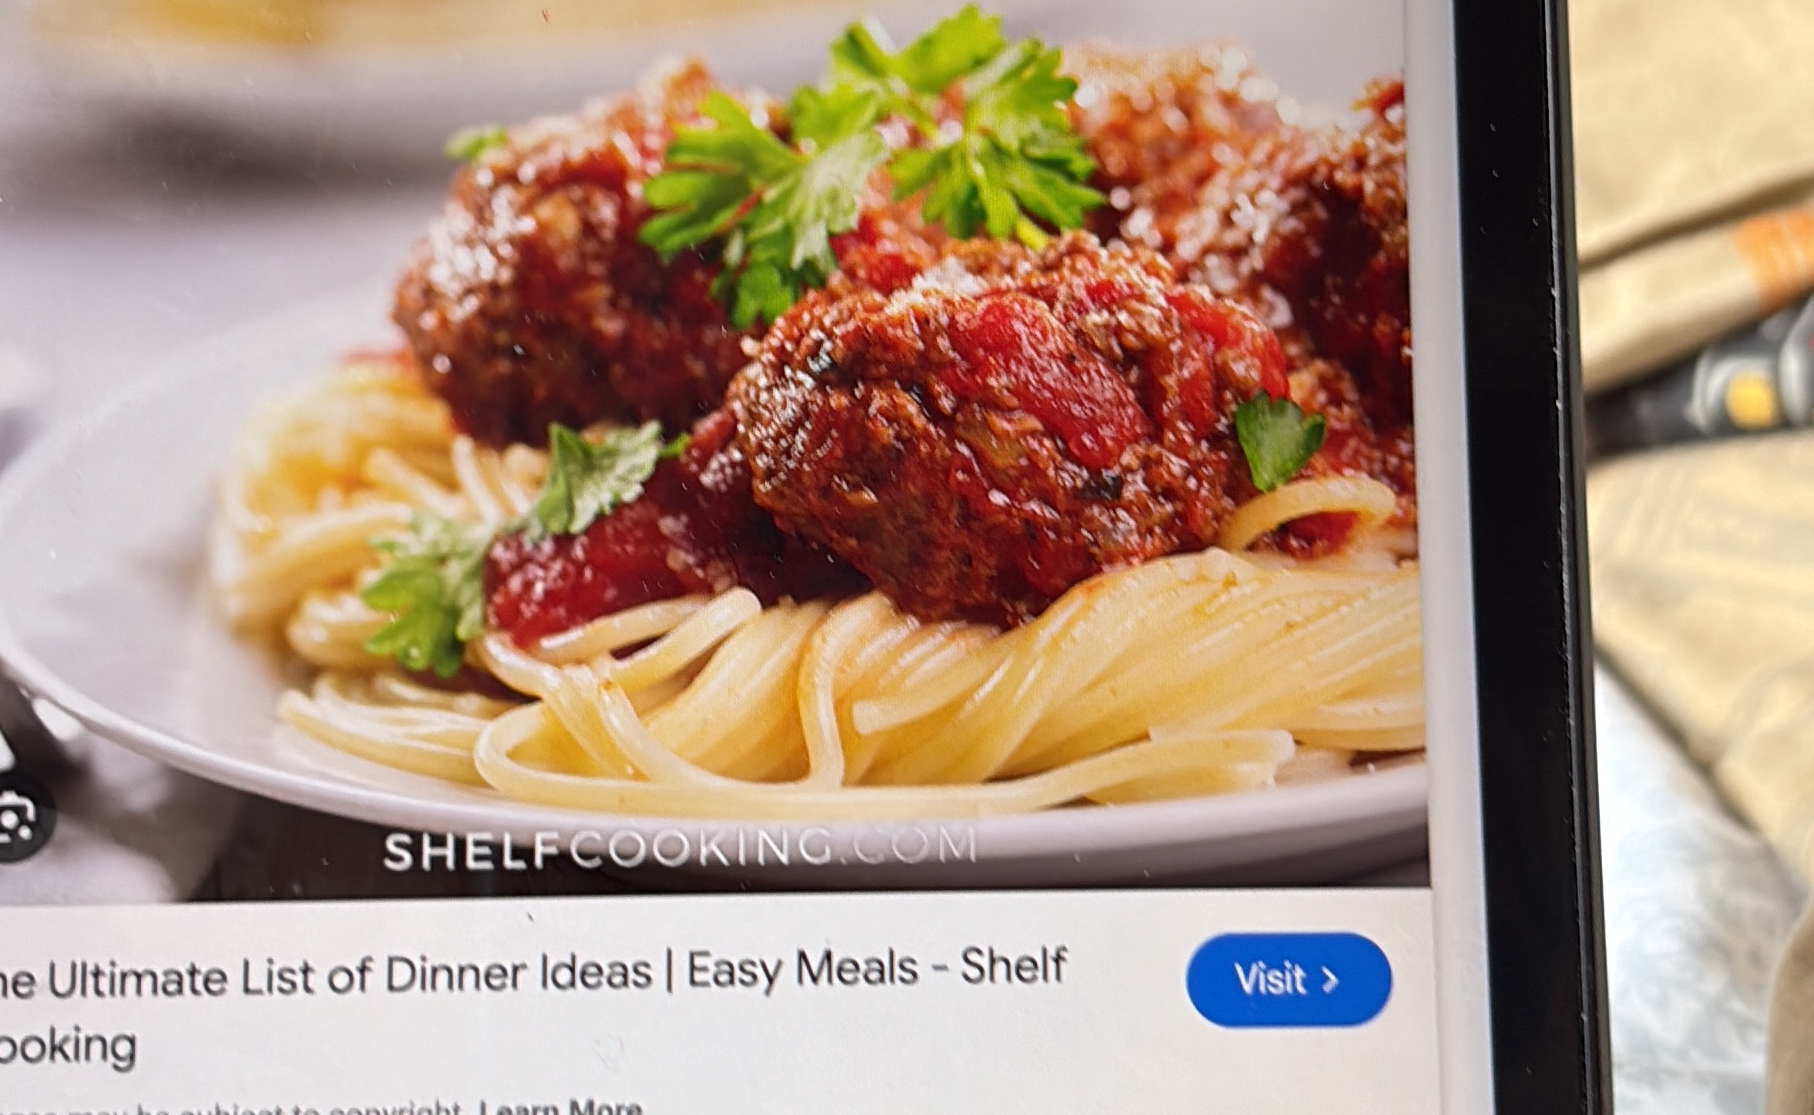 SHELFCOOKING.COM
he Ultimate List of Dinner Ideas | Easy Meals - Shelf
Visit >
ooking
may be subject to copyright. Learn More